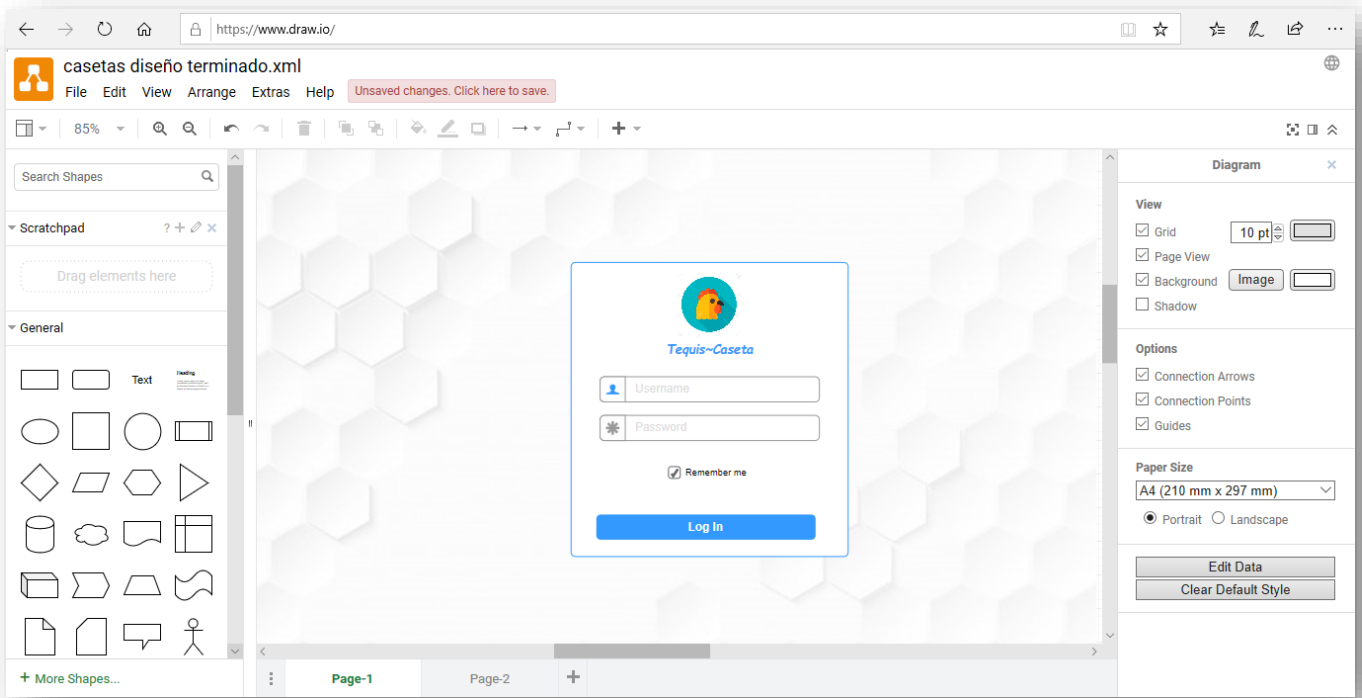 https://www.draw.io/
casetas diseño terminado.xml
File Edit View Arrange Extras Help Unsaved changes. Click here to save.
85%
Search Shapes
Scratchpad ?
Drag elements here
General
Text
Heading
Tequis~Caseta
Username
Password
Remember me
Log In
Diagram
View
Grid 10 pt
Page View
Background Image
Shadow
Options
Connection Arrows
Connection Points
Guides
Paper Size
A4 (210 mm x 297 mm)
Portrait Landscape
Edit Data
Clear Default Style
+ More Shapes...
Page-1 Page-2